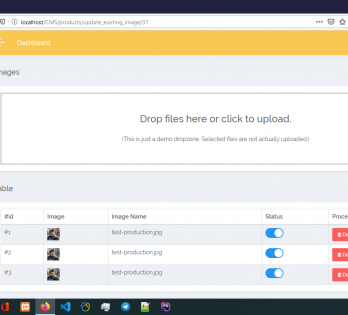 localhost/CMS/products/update_existing_image/37
Dashboard
mages
Drop files here or click to upload.
(This is just a demo dropzone. Selected files are not actually uploaded.)
able
#id Image Image Name Status Proce
#1 test-production.jpg De
#2 test-production.jpg De
#3 test-production.jpg De